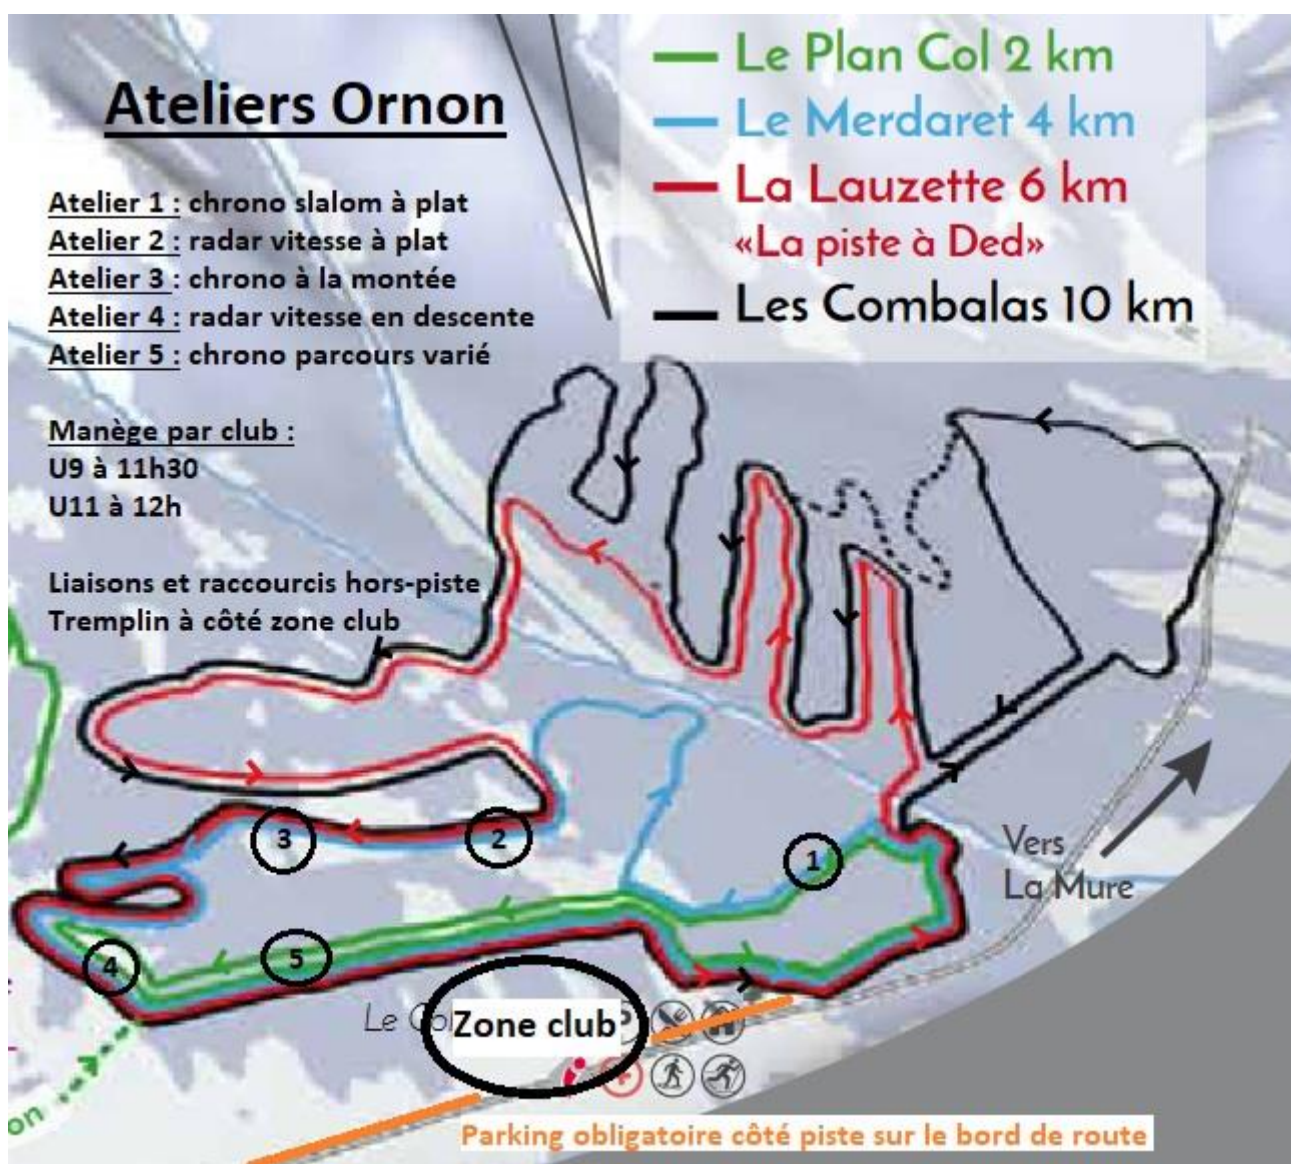 Ateliers Ornon
Atelier 1 : chrono slalom à plat
Atelier 2 : radar vitesse à plat
Atelier 3 : chrono à la montée
Atelier 4 : radar vitesse en descente
Atelier 5 : chrono parcours varié
Manège par club :
U9 à 11h30
U11 à 12h
Liaisons et raccourcis hors-piste
Tremplin à côté zone club
Le Plan Col 2 km
Le Merdaret 4 km
La Lauzette 6 km
«La piste à Ded»
Les Combalas 10 km
3
2
1
Vers
La Mure
4
5
Le
Zone club
on
Parking obligatoire côté piste sur le bord de route